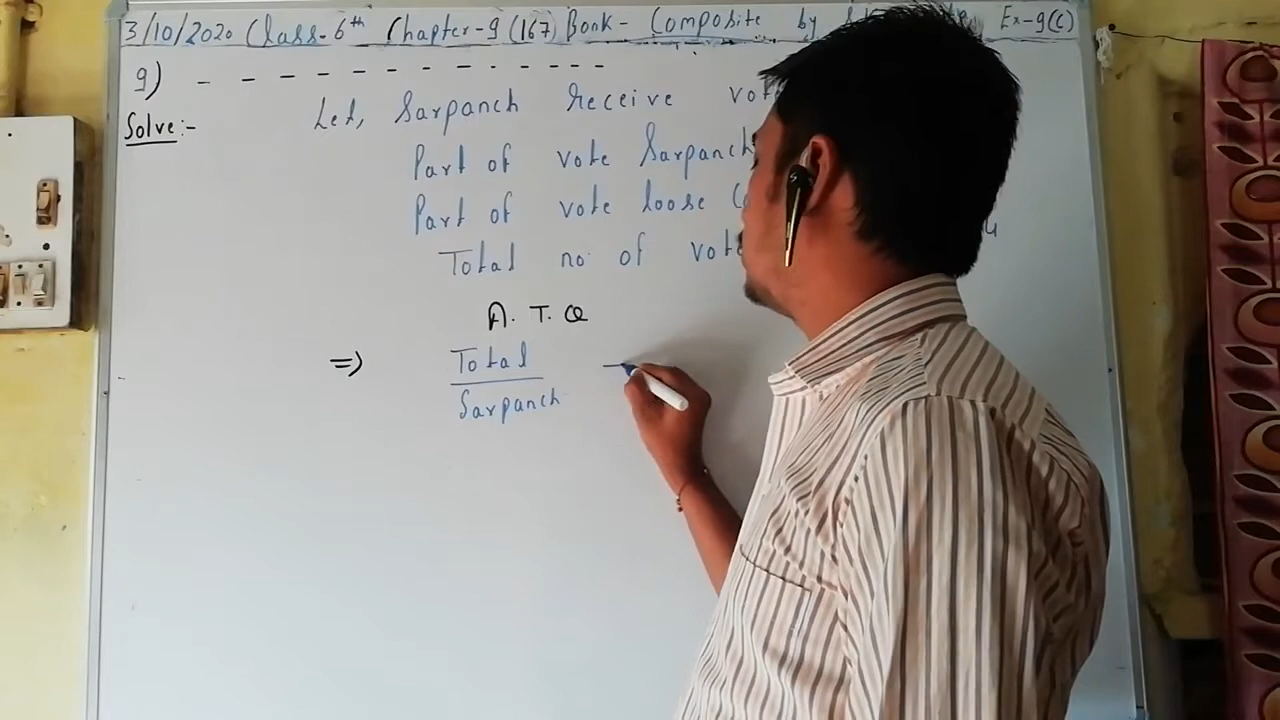 3/10/2020 Class-6th Chapter-9 (167) Book- Composite by Ex-9(C)
9) - - - - - - - - - - - -
Solve:- Let, Sarpanch Receive
Part of vote Sarpanch
Part of vote loose
Total no. of
A. T. Q
=> Total
Sarpanch